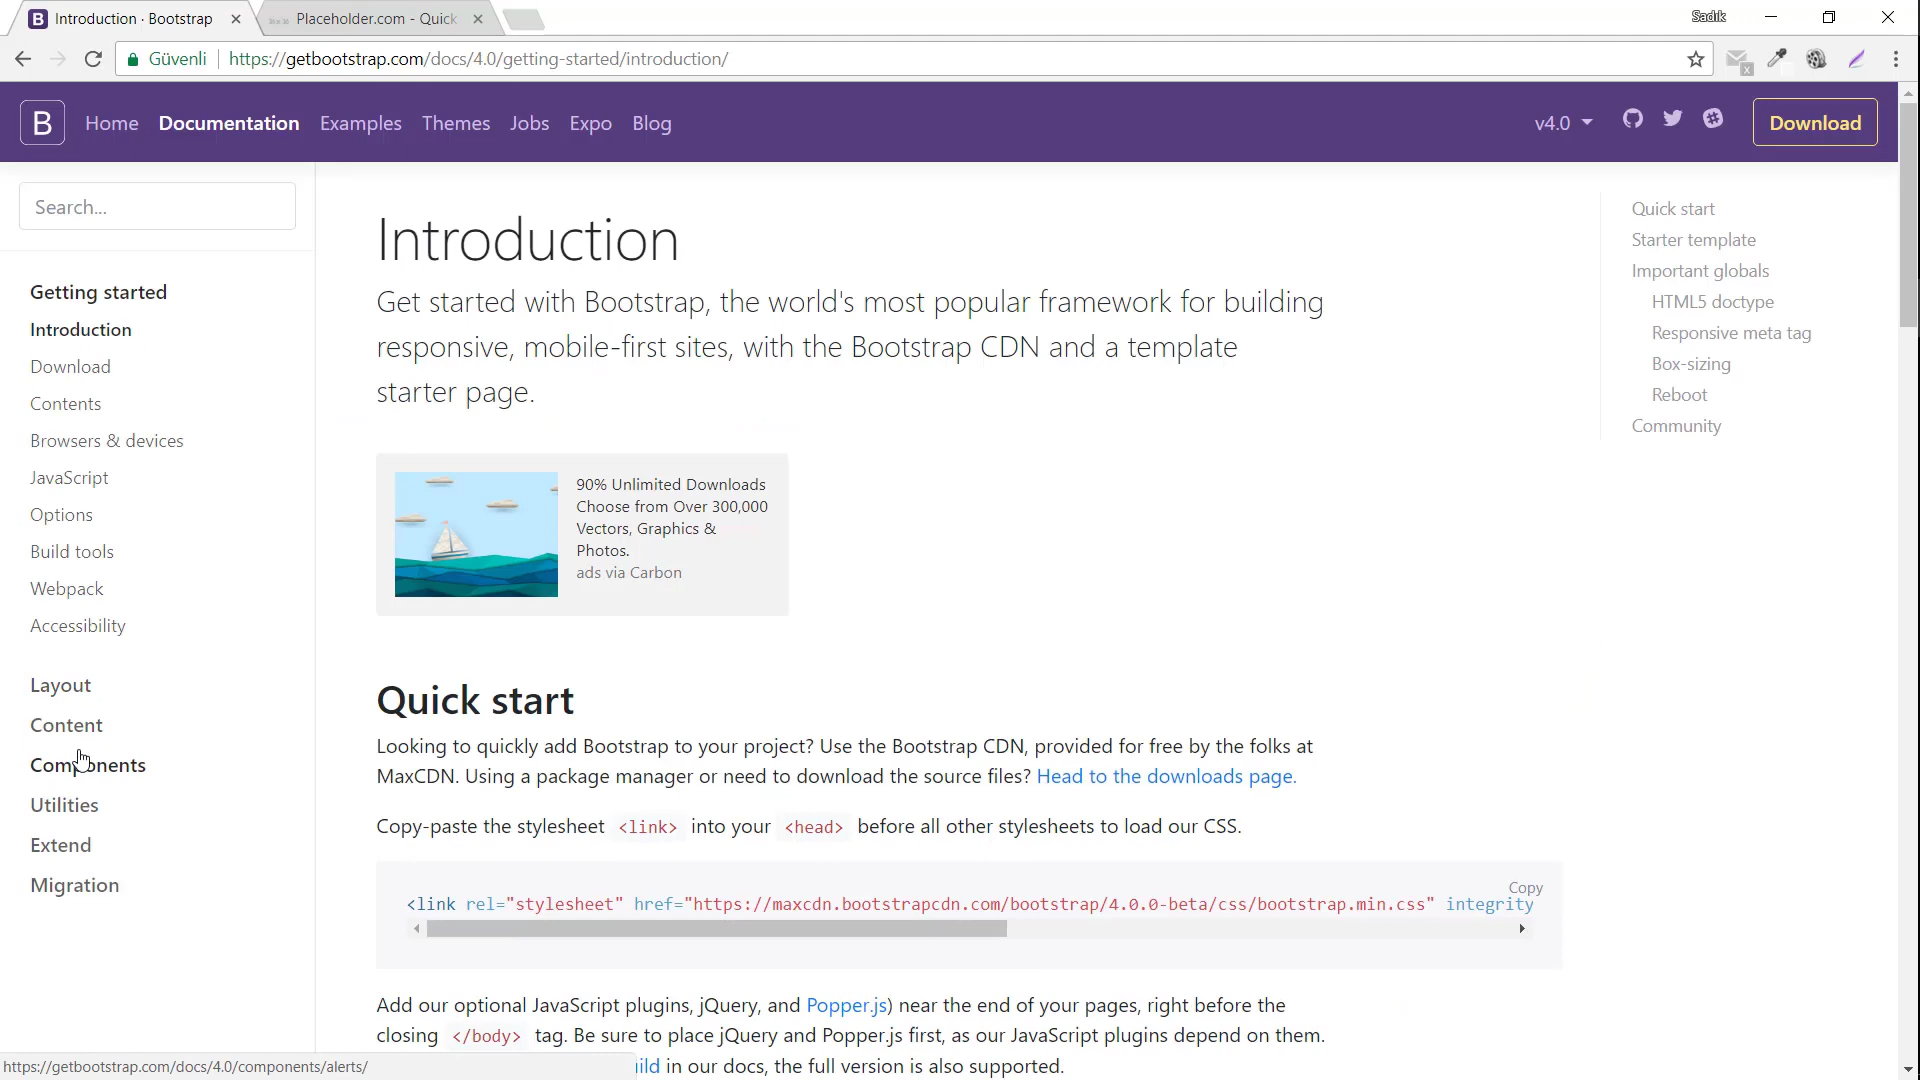 Introduction · Bootstrap
Placeholder.com - Quick
Sadık
Güvenli
https://getbootstrap.com/docs/4.0/getting-started/introduction/
B
Home
Documentation
Examples
Themes
Jobs
Expo
Blog
v4.0
Download
Search...
Getting started
Introduction
Download
Contents
Browsers & devices
JavaScript
Options
Build tools
Webpack
Accessibility
Layout
Content
Components
Utilities
Extend
Migration
Introduction
Get started with Bootstrap, the world's most popular framework for building
responsive, mobile-first sites, with the Bootstrap CDN and a template
starter page.
90% Unlimited Downloads
Choose from Over 300,000
Vectors, Graphics &
Photos.
ads via Carbon
Quick start
Looking to quickly add Bootstrap to your project? Use the Bootstrap CDN, provided for free by the folks at
MaxCDN. Using a package manager or need to download the source files? Head to the downloads page.
Copy-paste the stylesheet <link> into your <head> before all other stylesheets to load our CSS.
Copy
<link rel="stylesheet" href="https://maxcdn.bootstrapcdn.com/bootstrap/4.0.0-beta/css/bootstrap.min.css" integrity
Add our optional JavaScript plugins, jQuery, and Popper.js) near the end of your pages, right before the
closing </body> tag. Be sure to place jQuery and Popper.js first, as our JavaScript plugins depend on them.
ild in our docs, the full version is also supported.
Quick start
Starter template
Important globals
HTML5 doctype
Responsive meta tag
Box-sizing
Reboot
Community
https://getbootstrap.com/docs/4.0/components/alerts/